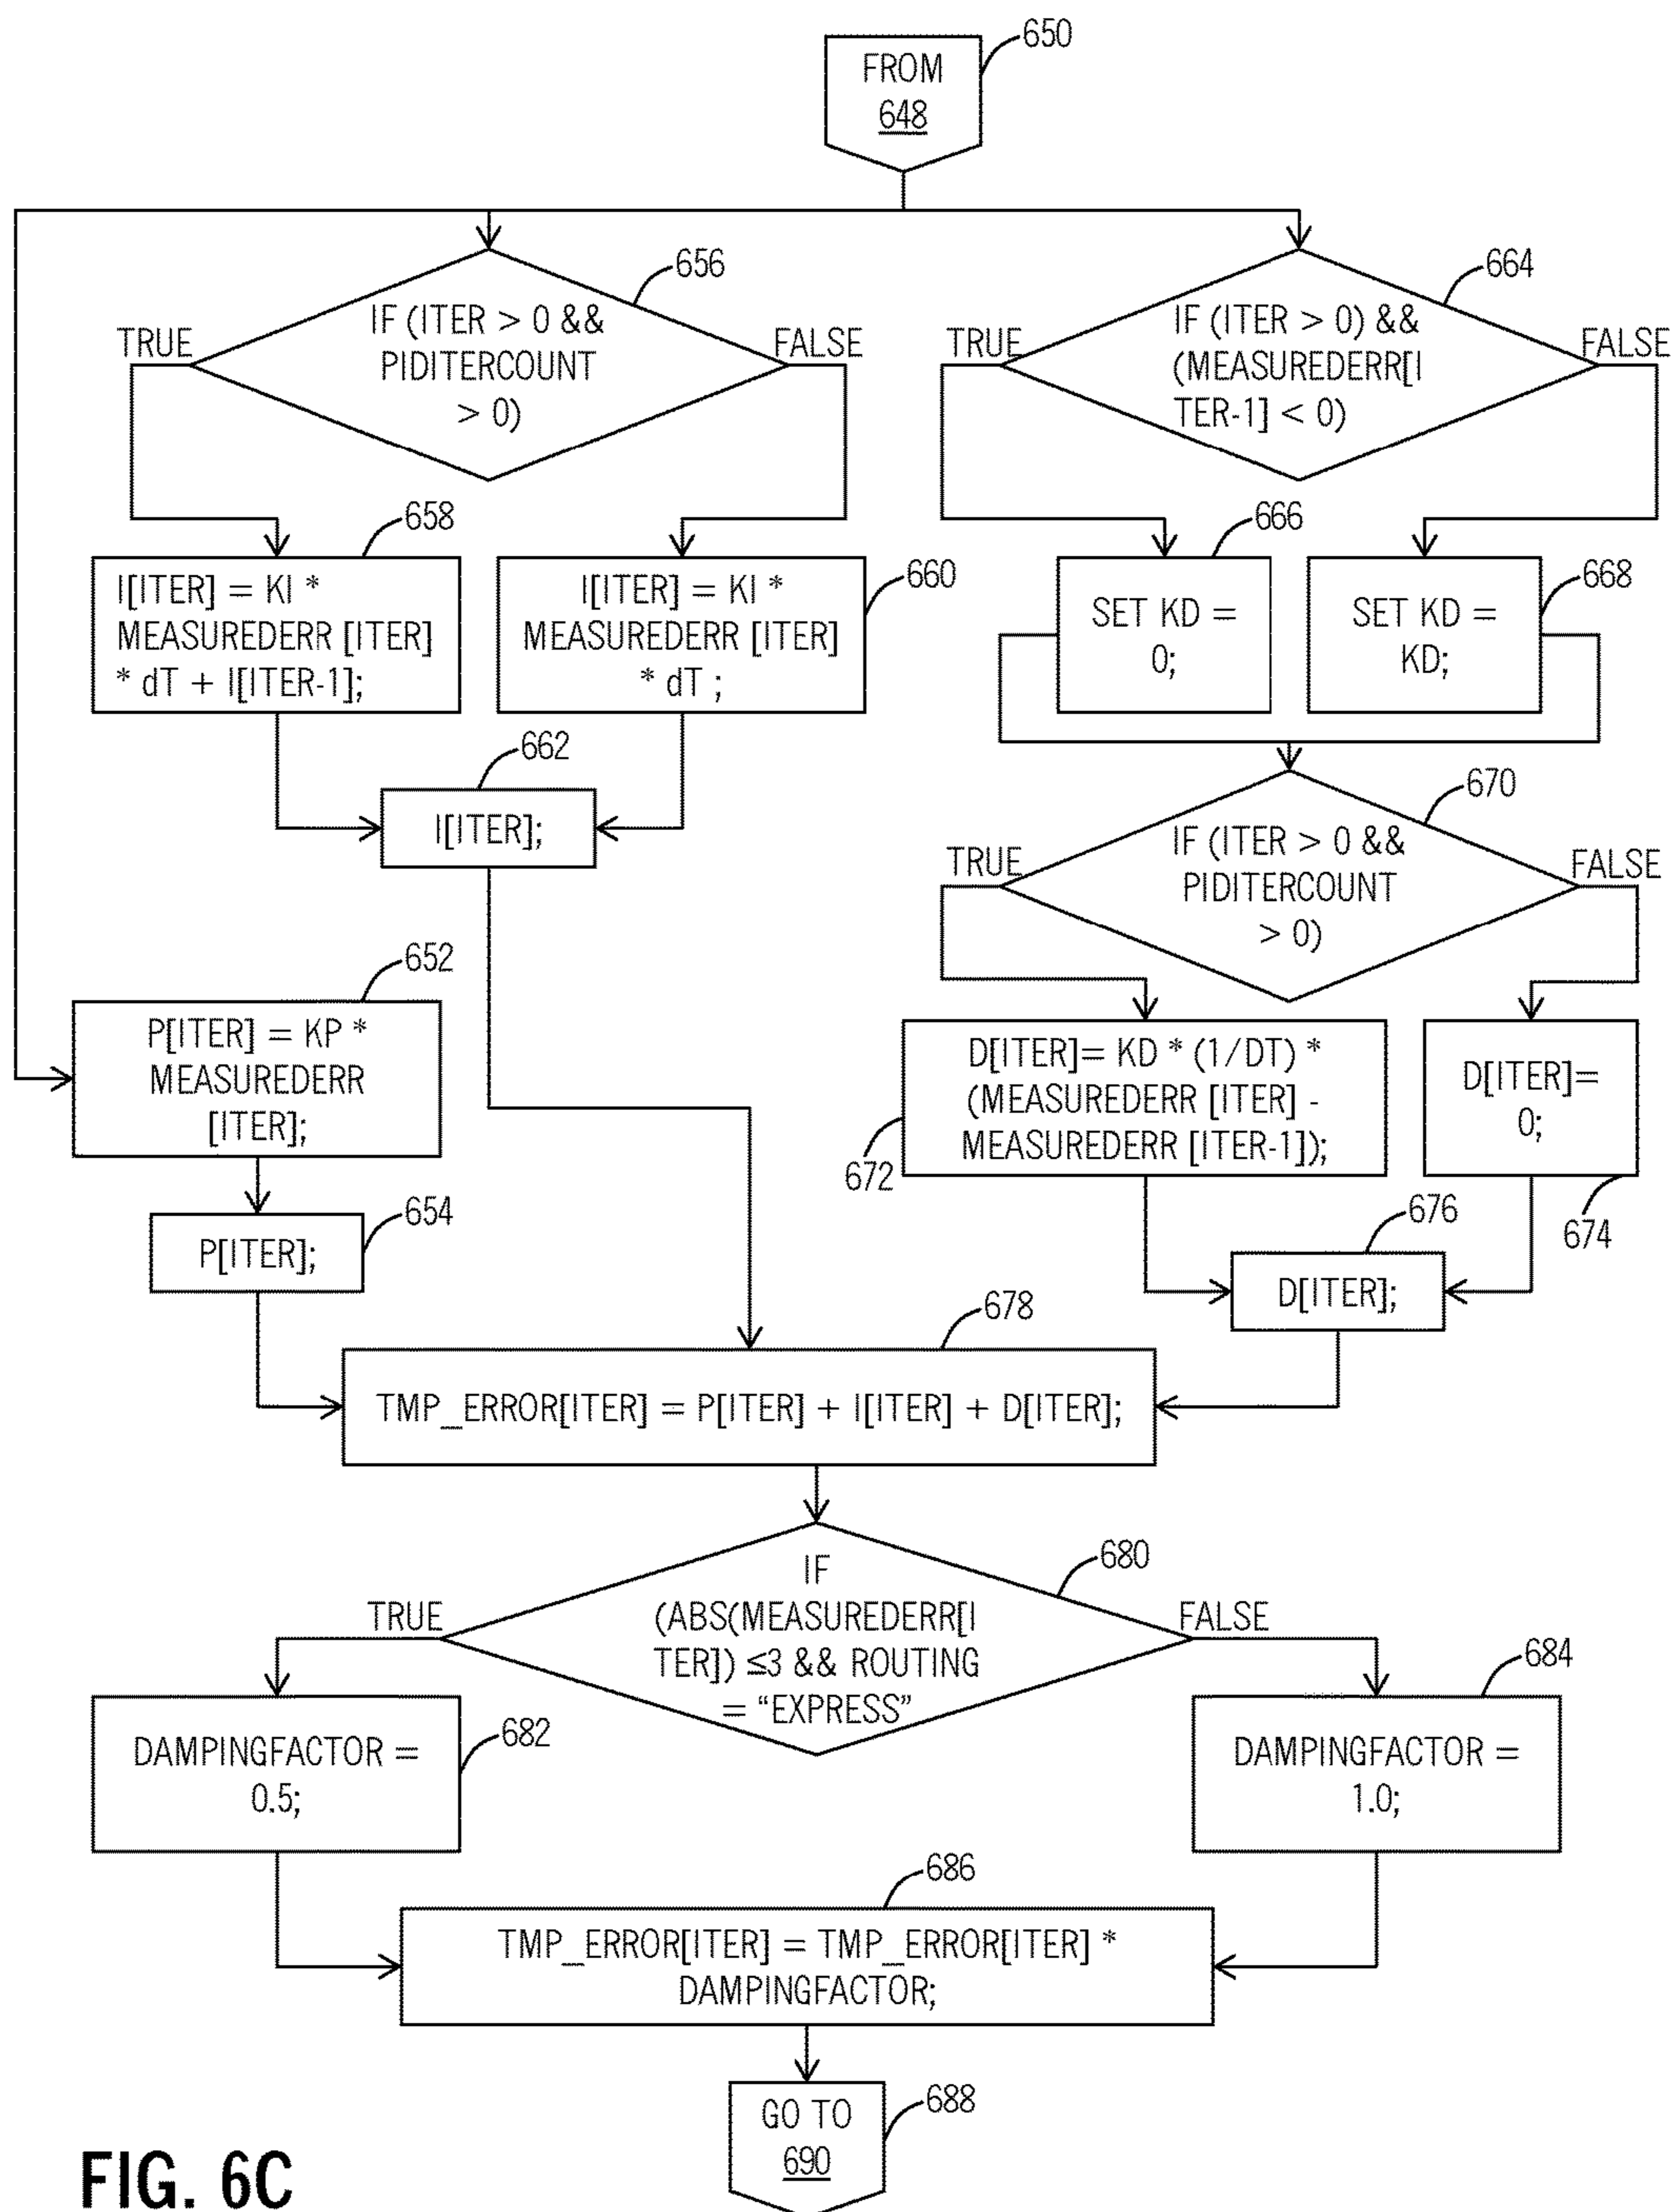 650
FROM
648
656
IF (ITER > 0 &&
PIDITERCOUNT
> 0)
TRUE
FALSE
664
IF (ITER > 0) &&
(MEASUREDERR[I
TER-1] < 0)
TRUE
FALSE
658
I[ITER] = KI *
MEASUREDERR [ITER]
* dT + I[ITER-1];
660
I[ITER] = KI *
MEASUREDERR [ITER]
* dT ;
666
SET KD =
0;
668
SET KD =
KD;
662
I[ITER];
670
IF (ITER > 0 &&
PIDITERCOUNT
> 0)
TRUE
FALSE
652
P[ITER] = KP *
MEASUREDERR
[ITER];
672
D[ITER]= KD * (1/DT) *
(MEASUREDERR [ITER] -
MEASUREDERR [ITER-1]);
D[ITER]=
0;
674
654
P[ITER];
676
D[ITER];
678
TMP_ERROR[ITER] = P[ITER] + I[ITER] + D[ITER];
680
IF
(ABS(MEASUREDERR[I
TER]) ≤3 && ROUTING
= “EXPRESS”
TRUE
FALSE
682
DAMPINGFACTOR =
0.5;
684
DAMPINGFACTOR =
1.0;
686
TMP_ERROR[ITER] = TMP_ERROR[ITER] *
DAMPINGFACTOR;
688
GO TO
690
FIG. 6C